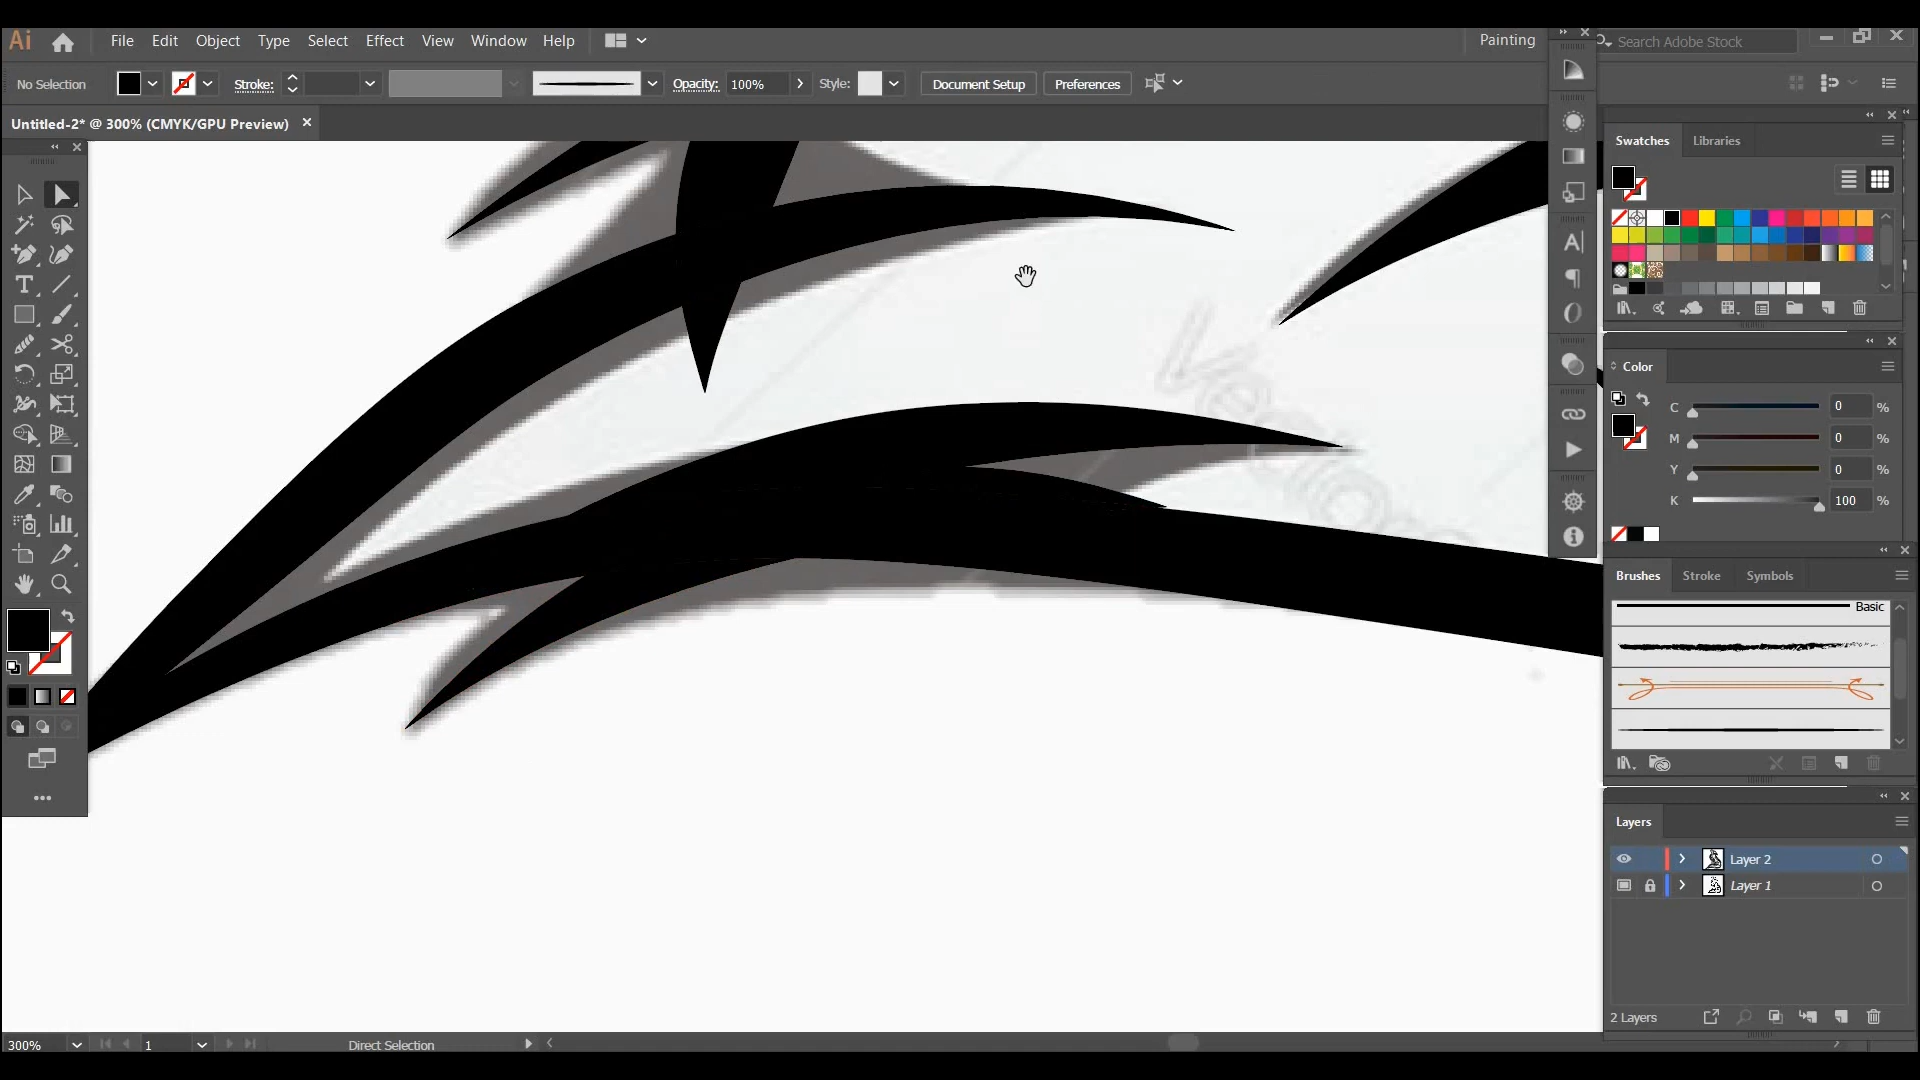 Ai File Edit Object Type Select Effect View Window Help Painting Search Adobe Stock
No Selection Stroke: Opacity: 100% Style: Document Setup Preferences
Untitled-2* @ 300% (CMYK/GPU Preview)
Swatches Libraries
Color
C 0 %
M 0 %
Y 0 %
K 100 %
Brushes Stroke Symbols
Basic
Layers
Layer 2
Layer 1
2 Layers
300% 1 Direct Selection